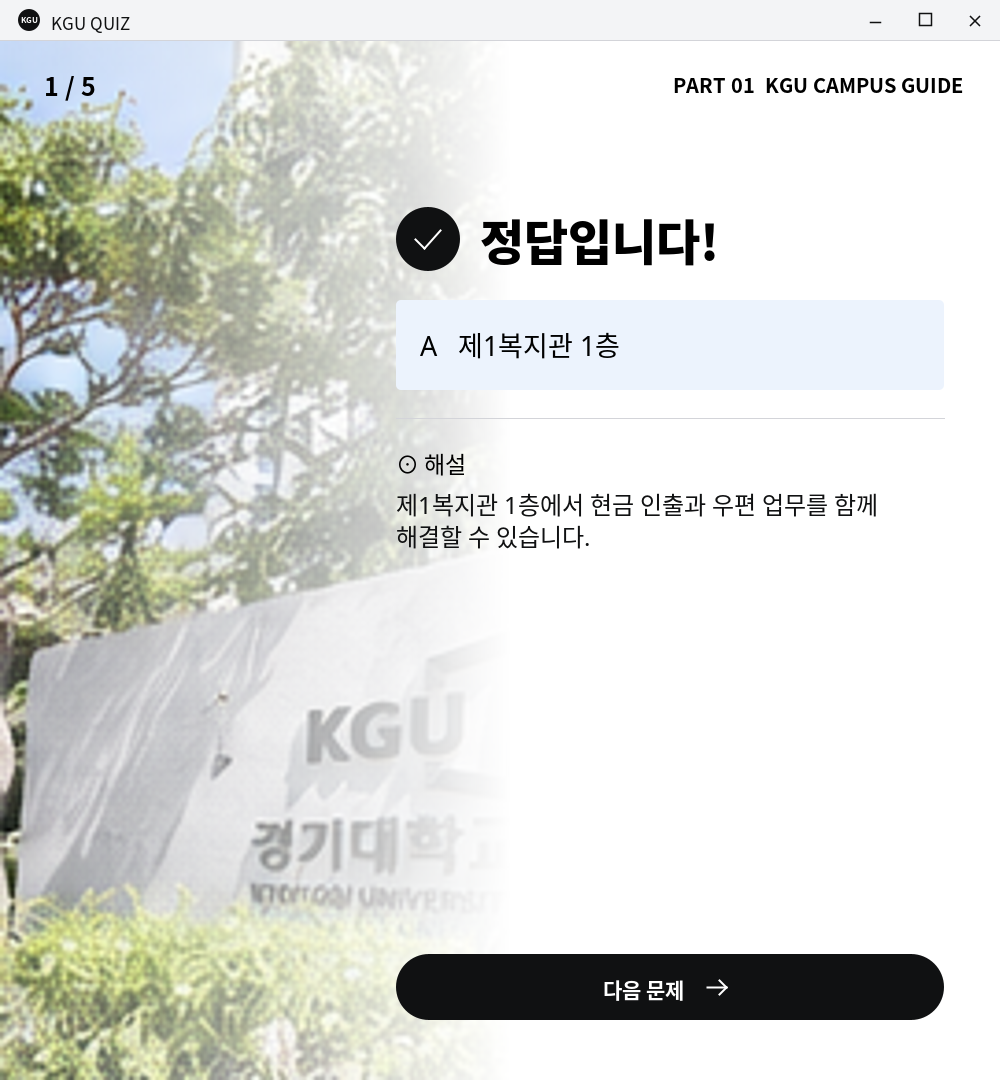 KGU KGU QUIZ
1 / 5
PART 01 KGU CAMPUS GUIDE
정답입니다!
A 제1복지관 1층
해설
제1복지관 1층에서 현금 인출과 우편 업무를 함께
해결할 수 있습니다.
KGU
경기대학교
다음 문제 →